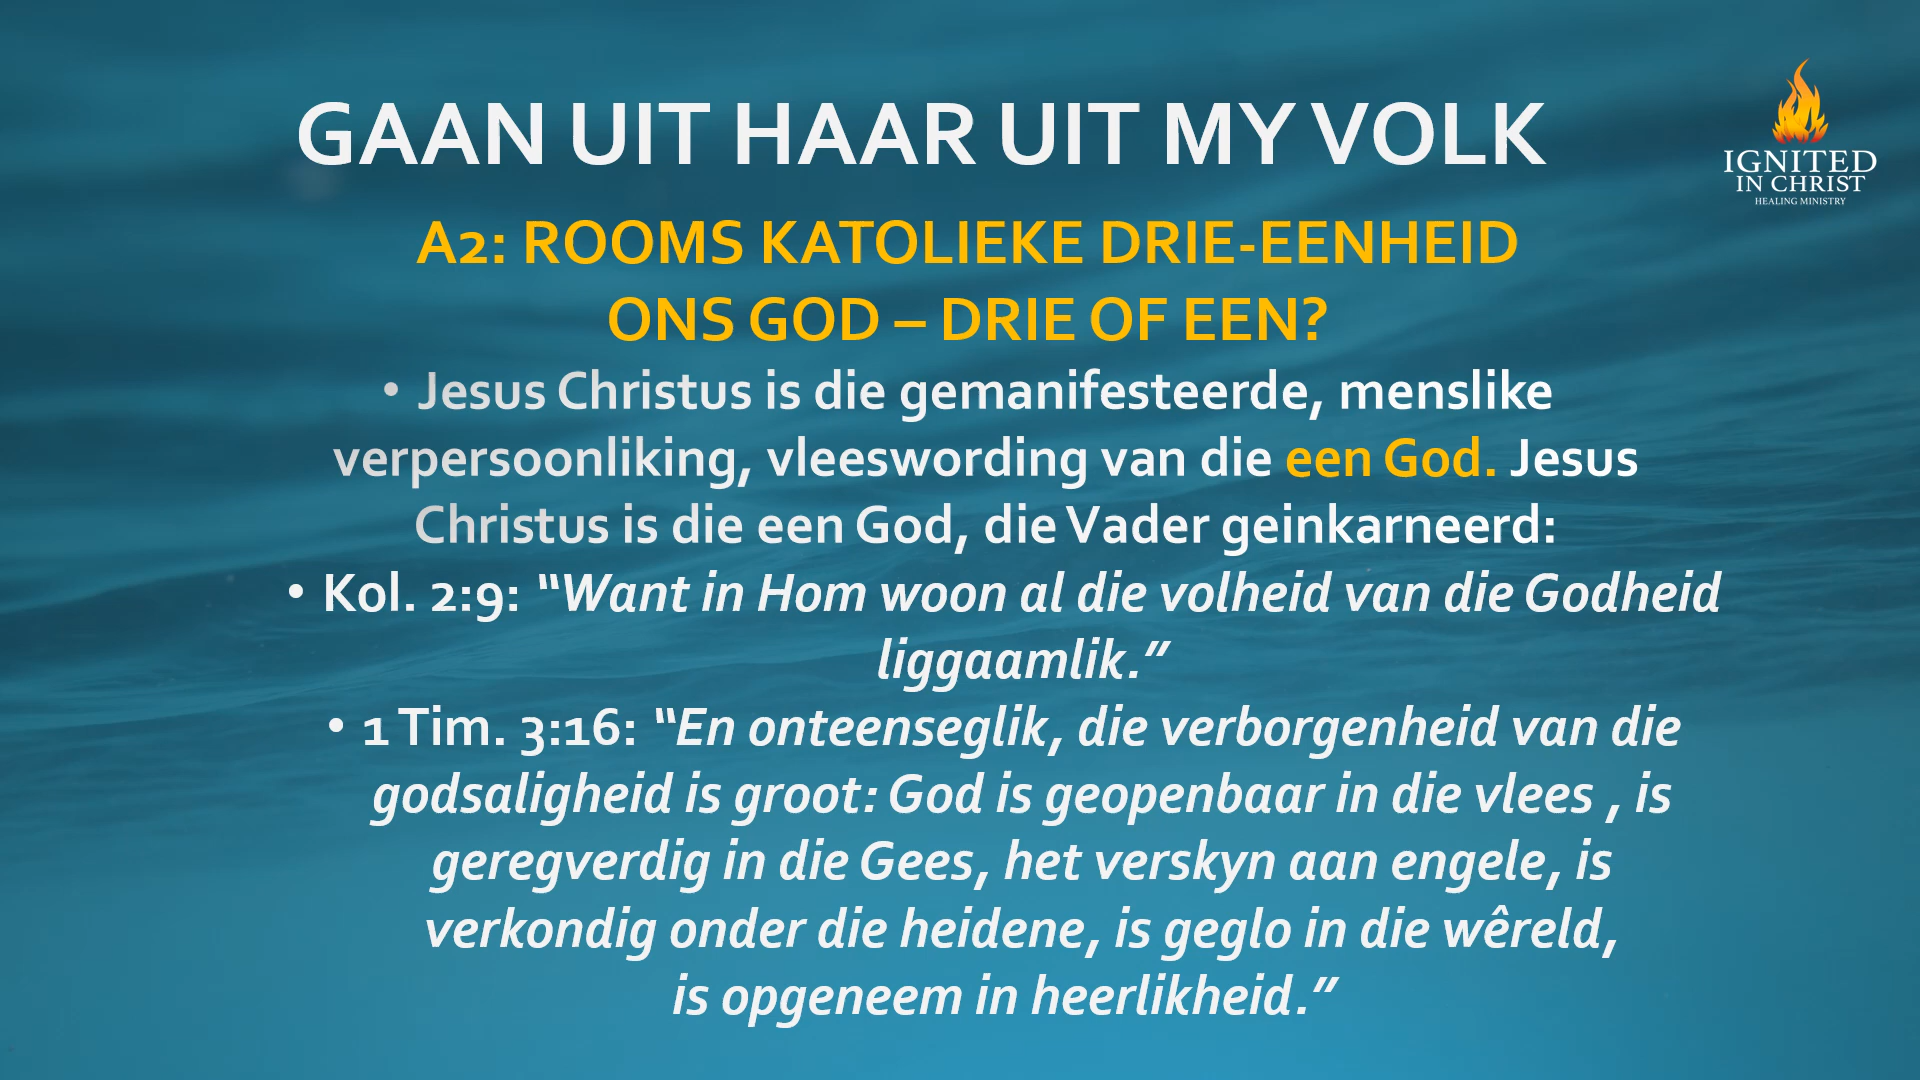 GAAN UIT HAAR UIT MY VOLK
IGNITED
IN CHRIST
HEALING MINISTRY
A2: ROOMS KATOLIEKE DRIE-EENHEID
ONS GOD – DRIE OF EEN?
• Jesus Christus is die gemanifesteerde, menslike
verpersoonliking, vleeswording van die een God. Jesus
Christus is die een God, die Vader geinkarneerd:
• Kol. 2:9: “Want in Hom woon al die volheid van die Godheid
liggaamlik.”
• 1 Tim. 3:16: “En onteenseglik, die verborgenheid van die
godsaligheid is groot: God is geopenbaar in die vlees , is
geregverdig in die Gees, het verskyn aan engele, is
verkondig onder die heidene, is geglo in die wêreld,
is opgeneem in heerlikheid.”